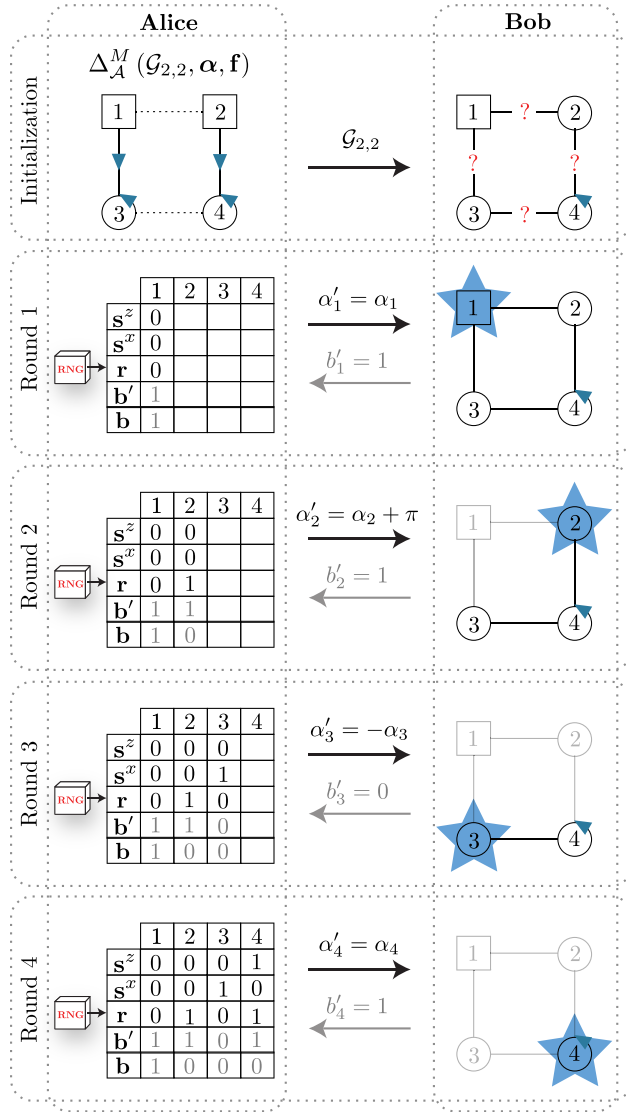 Alice Bob
Initialization
Δ_𝒜^M (𝒢_{2,2}, 𝜶, 𝐟)
1 2
3 4
𝒢_{2,2}
1 ? 2
? ?
3 ? 4
Round 1
1 2 3 4
s^z 0
s^x 0
RNG r 0
b′ 1
b 1
α′_1 = α_1
b′_1 = 1
1 2
3 4
Round 2
1 2 3 4
s^z 0 0
s^x 0 0
RNG r 0 1
b′ 1 1
b 1 0
α′_2 = α_2 + π
b′_2 = 1
1 2
3 4
Round 3
1 2 3 4
s^z 0 0 0
s^x 0 0 1
RNG r 0 1 0
b′ 1 1 0
b 1 0 0
α′_3 = −α_3
b′_3 = 0
1 2
3 4
Round 4
1 2 3 4
s^z 0 0 0 1
s^x 0 0 1 0
RNG r 0 1 0 1
b′ 1 1 0 1
b 1 0 0 0
α′_4 = α_4
b′_4 = 1
1 2
3 4